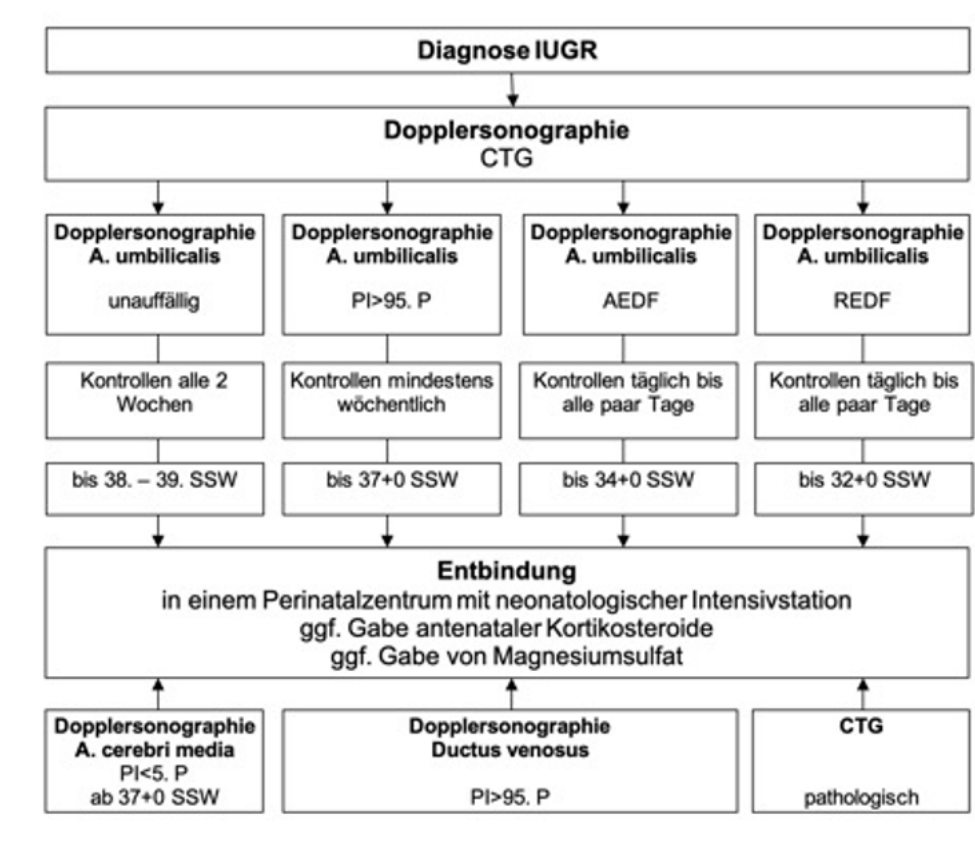 Diagnose IUGR
Dopplersonographie
CTG
Dopplersonographie
A. umbilicalis
unauffällig
Dopplersonographie
A. umbilicalis
PI>95. P
Dopplersonographie
A. umbilicalis
AEDF
Dopplersonographie
A. umbilicalis
REDF
Kontrollen alle 2
Wochen
Kontrollen mindestens
wöchentlich
Kontrollen täglich bis
alle paar Tage
Kontrollen täglich bis
alle paar Tage
bis 38. – 39. SSW
bis 37+0 SSW
bis 34+0 SSW
bis 32+0 SSW
Entbindung
in einem Perinatalzentrum mit neonatologischer Intensivstation
ggf. Gabe antenataler Kortikosteroide
ggf. Gabe von Magnesiumsulfat
Dopplersonographie
A. cerebri media
PI<5. P
ab 37+0 SSW
Dopplersonographie
Ductus venosus
PI>95. P
CTG
pathologisch